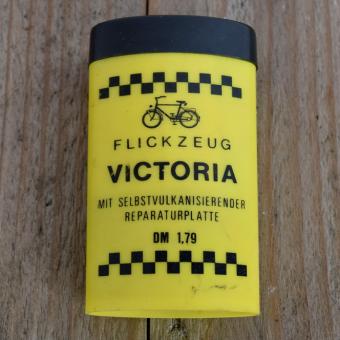 FLICKZEUG
VICTORIA
MIT SELBSTVULKANISIERENDER
REPARATURPLATTE
DM 1,79